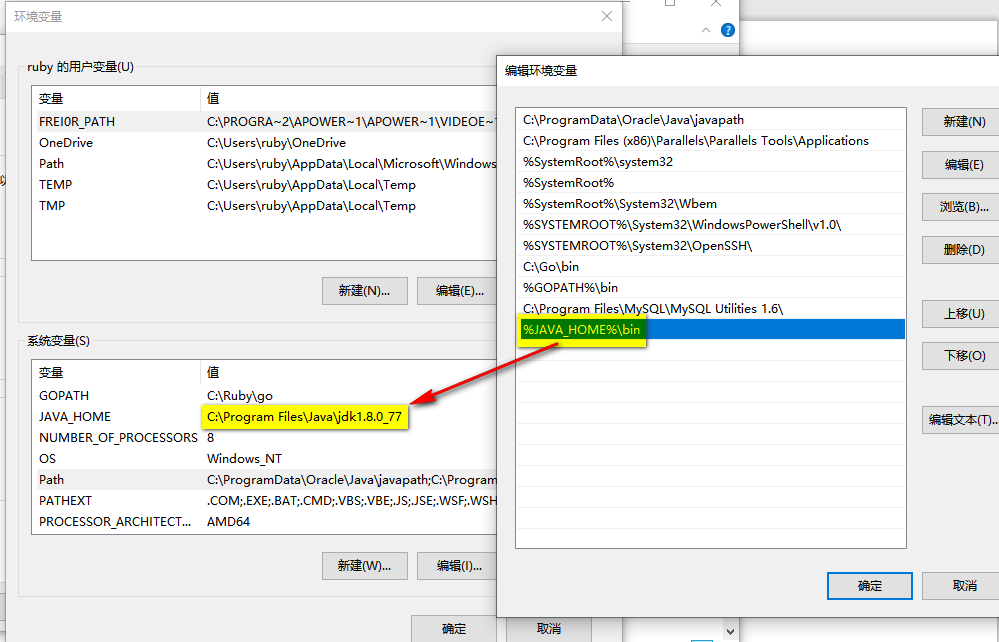 环境变量
ruby 的用户变量(U)
变量 值
FREI0R_PATH C:\PROGRA~2\APOWER~1\APOWER~1\VIDEOE~1
OneDrive C:\Users\ruby\OneDrive
Path C:\Users\ruby\AppData\Local\Microsoft\Windows
TEMP C:\Users\ruby\AppData\Local\Temp
TMP C:\Users\ruby\AppData\Local\Temp
新建(N)...
编辑(E)...
系统变量(S)
变量 值
GOPATH C:\Ruby\go
JAVA_HOME C:\Program Files\Java\jdk1.8.0_77
NUMBER_OF_PROCESSORS 8
OS Windows_NT
Path C:\ProgramData\Oracle\Java\javapath;C:\Program
PATHEXT .COM;.EXE;.BAT;.CMD;.VBS;.VBE;.JS;.JSE;.WSF;.WSH
PROCESSOR_ARCHITECT... AMD64
新建(W)...
编辑(I)...
确定
取消
编辑环境变量
C:\ProgramData\Oracle\Java\javapath
C:\Program Files (x86)\Parallels\Parallels Tools\Applications
%SystemRoot%\system32
%SystemRoot%
%SystemRoot%\System32\Wbem
%SYSTEMROOT%\System32\WindowsPowerShell\v1.0\
%SYSTEMROOT%\System32\OpenSSH\
C:\Go\bin
%GOPATH%\bin
C:\Program Files\MySQL\MySQL Utilities 1.6\
%JAVA_HOME%\bin
新建(N)
编辑(E)
浏览(B)...
删除(D)
上移(U)
下移(O)
编辑文本(T)...
确定
取消